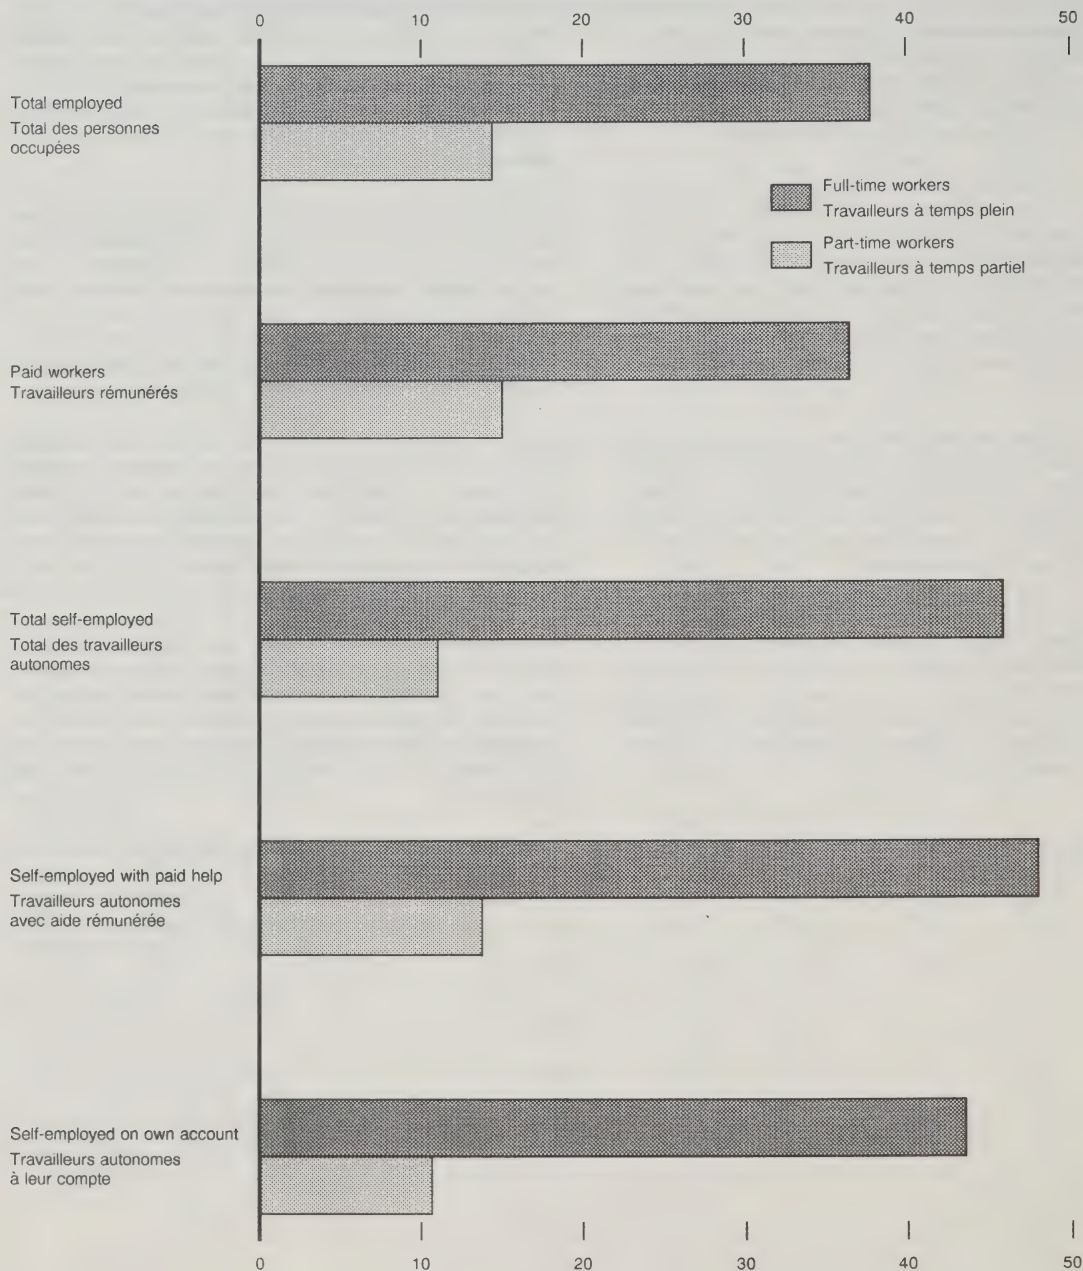 0 10 20 30 40 50
Total employed
Total des personnes
occupées
Full-time workers
Travailleurs à temps plein
Part-time workers
Travailleurs à temps partiel
Paid workers
Travailleurs rémunérés
Total self-employed
Total des travailleurs
autonomes
Self-employed with paid help
Travailleurs autonomes
avec aide rémunérée
Self-employed on own account
Travailleurs autonomes
à leur compte
0 10 20 30 40 50